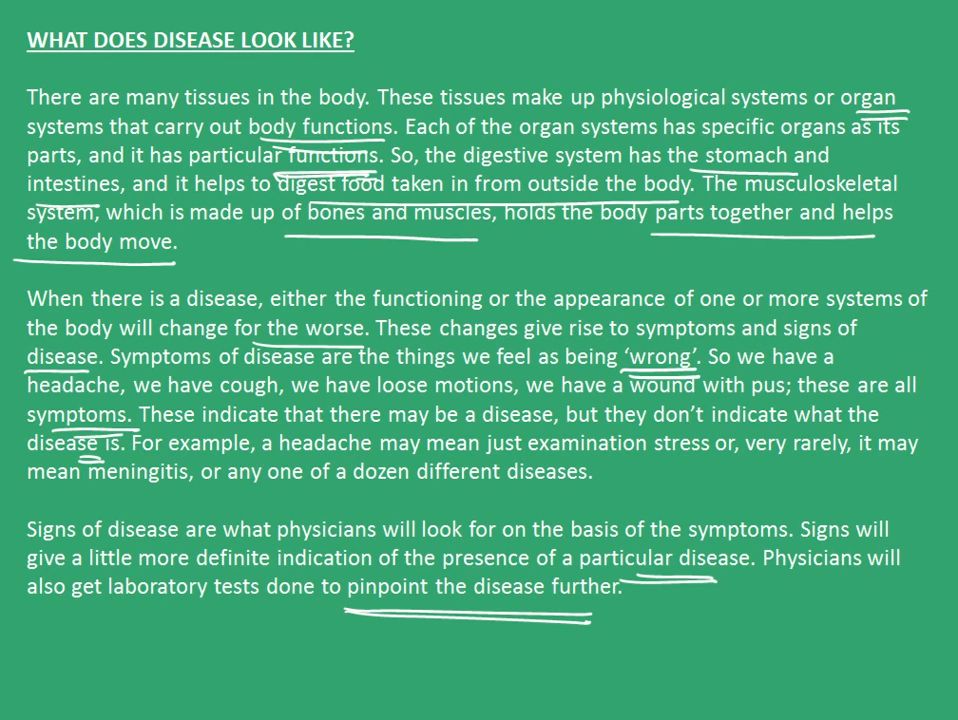 WHAT DOES DISEASE LOOK LIKE?
There are many tissues in the body. These tissues make up physiological systems or organ
systems that carry out body functions. Each of the organ systems has specific organs as its
parts, and it has particular functions. So, the digestive system has the stomach and
intestines, and it helps to digest food taken in from outside the body. The musculoskeletal
system, which is made up of bones and muscles, holds the body parts together and helps
the body move.
When there is a disease, either the functioning or the appearance of one or more systems of
the body will change for the worse. These changes give rise to symptoms and signs of
disease. Symptoms of disease are the things we feel as being ‘wrong’. So we have a
headache, we have cough, we have loose motions, we have a wound with pus; these are all
symptoms. These indicate that there may be a disease, but they don’t indicate what the
disease is. For example, a headache may mean just examination stress or, very rarely, it may
mean meningitis, or any one of a dozen different diseases.
Signs of disease are what physicians will look for on the basis of the symptoms. Signs will
give a little more definite indication of the presence of a particular disease. Physicians will
also get laboratory tests done to pinpoint the disease further.